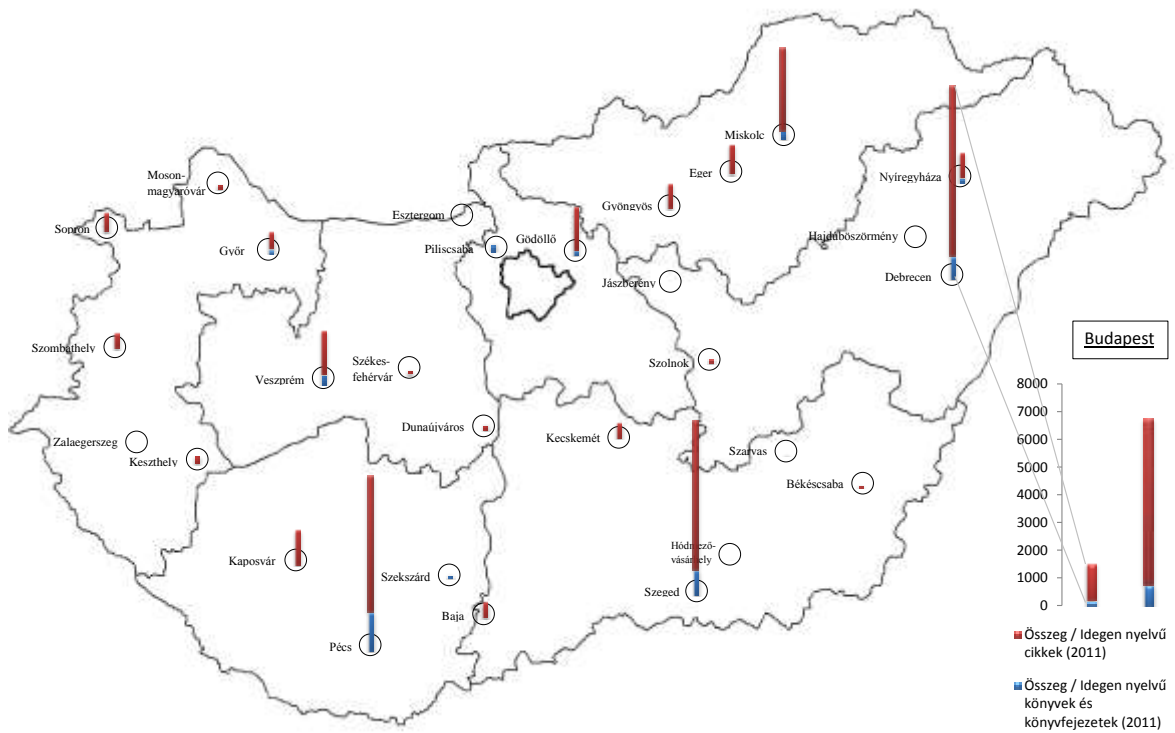 Miskolc
Eger
Nyíregyháza
Moson-
magyaróvár
Gyöngyös
Esztergom
Sopron
Gödöllő
Hajdúböszörmény
Győr
Piliscsaba
Debrecen
Jászberény
Budapest
Szombathely
Székes-
fehérvár
Szolnok
Veszprém
8000
7000
6000
5000
4000
3000
2000
1000
0
Dunaújváros
Kecskemét
Zalaegerszeg
Szarvas
Keszthely
Békéscsaba
Hódmező-
vásárhely
Kaposvár
Szekszárd
Szeged
Baja
Pécs
Összeg / Idegen nyelvű
cikkek (2011)
Összeg / Idegen nyelvű
könyvek és
könyvfejezetek (2011)